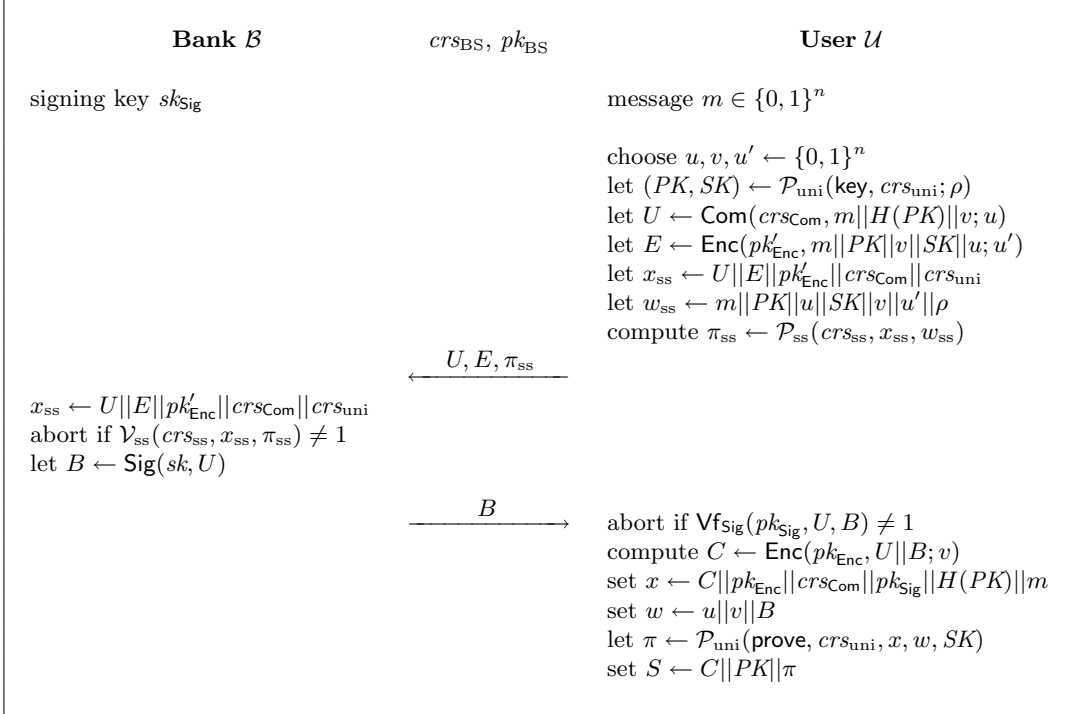 Bank ℬ crs_BS, pk_BS User 𝒰
signing key sk_Sig message m ∈ {0, 1}^n
choose u, v, u′ ← {0, 1}^n
let (PK, SK) ← 𝒫_uni(key, crs_uni; ρ)
let U ← Com(crs_Com, m||H(PK)||v; u)
let E ← Enc(pk′_Enc, m||PK||v||SK||u; u′)
let x_ss ← U||E||pk′_Enc||crs_Com||crs_uni
let w_ss ← m||PK||u||SK||v||u′||ρ
compute π_ss ← 𝒫_ss(crs_ss, x_ss, w_ss)
U, E, π_ss
x_ss ← U||E||pk′_Enc||crs_Com||crs_uni
abort if 𝒱_ss(crs_ss, x_ss, π_ss) ≠ 1
let B ← Sig(sk, U)
B
abort if Vf_Sig(pk_Sig, U, B) ≠ 1
compute C ← Enc(pk_Enc, U||B; v)
set x ← C||pk_Enc||crs_Com||pk_Sig||H(PK)||m
set w ← u||v||B
let π ← 𝒫_uni(prove, crs_uni, x, w, SK)
set S ← C||PK||π